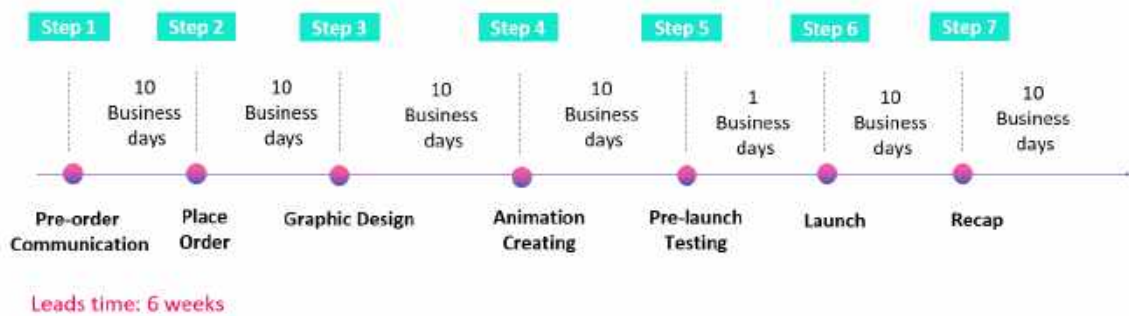 Step 1
Step 2
Step 3
Step 4
Step 5
Step 6
Step 7
10
Business
days
10
Business
days
10
Business
days
10
Business
days
1
Business
days
10
Business
days
10
Business
days
Pre-order
Communication
Place
Order
Graphic Design
Animation
Creating
Pre-launch
Testing
Launch
Recap
Leads time: 6 weeks